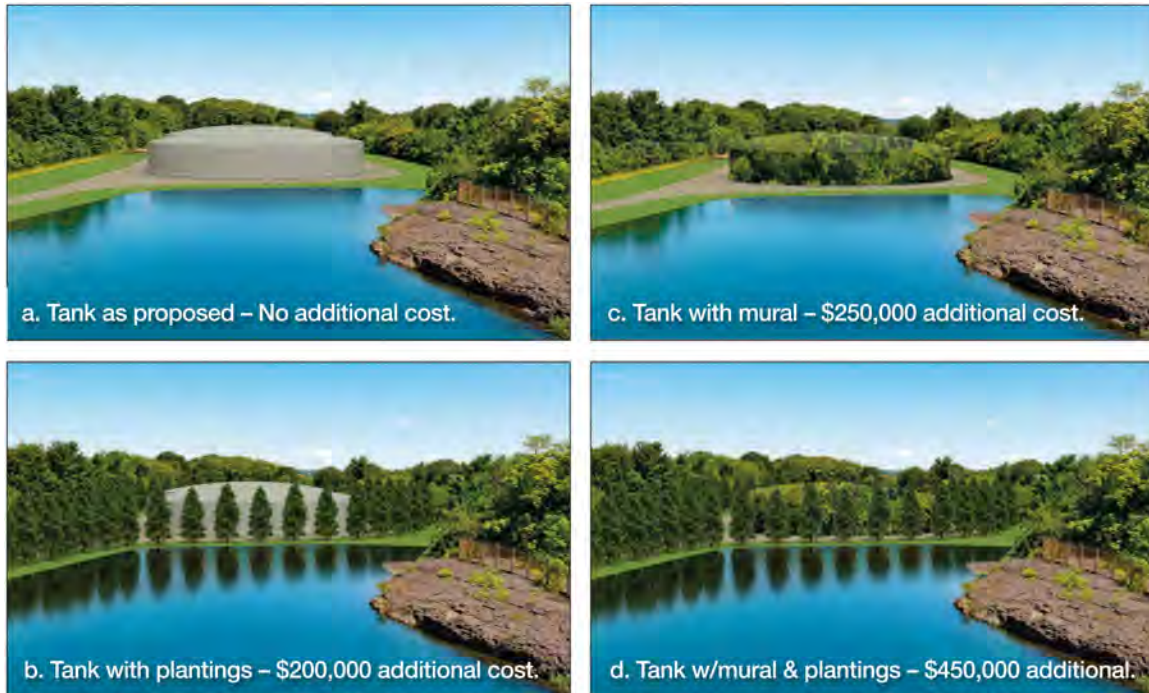 a. Tank as proposed – No additional cost.
c. Tank with mural – $250,000 additional cost.
b. Tank with plantings – $200,000 additional cost.
d. Tank w/mural & plantings – $450,000 additional.